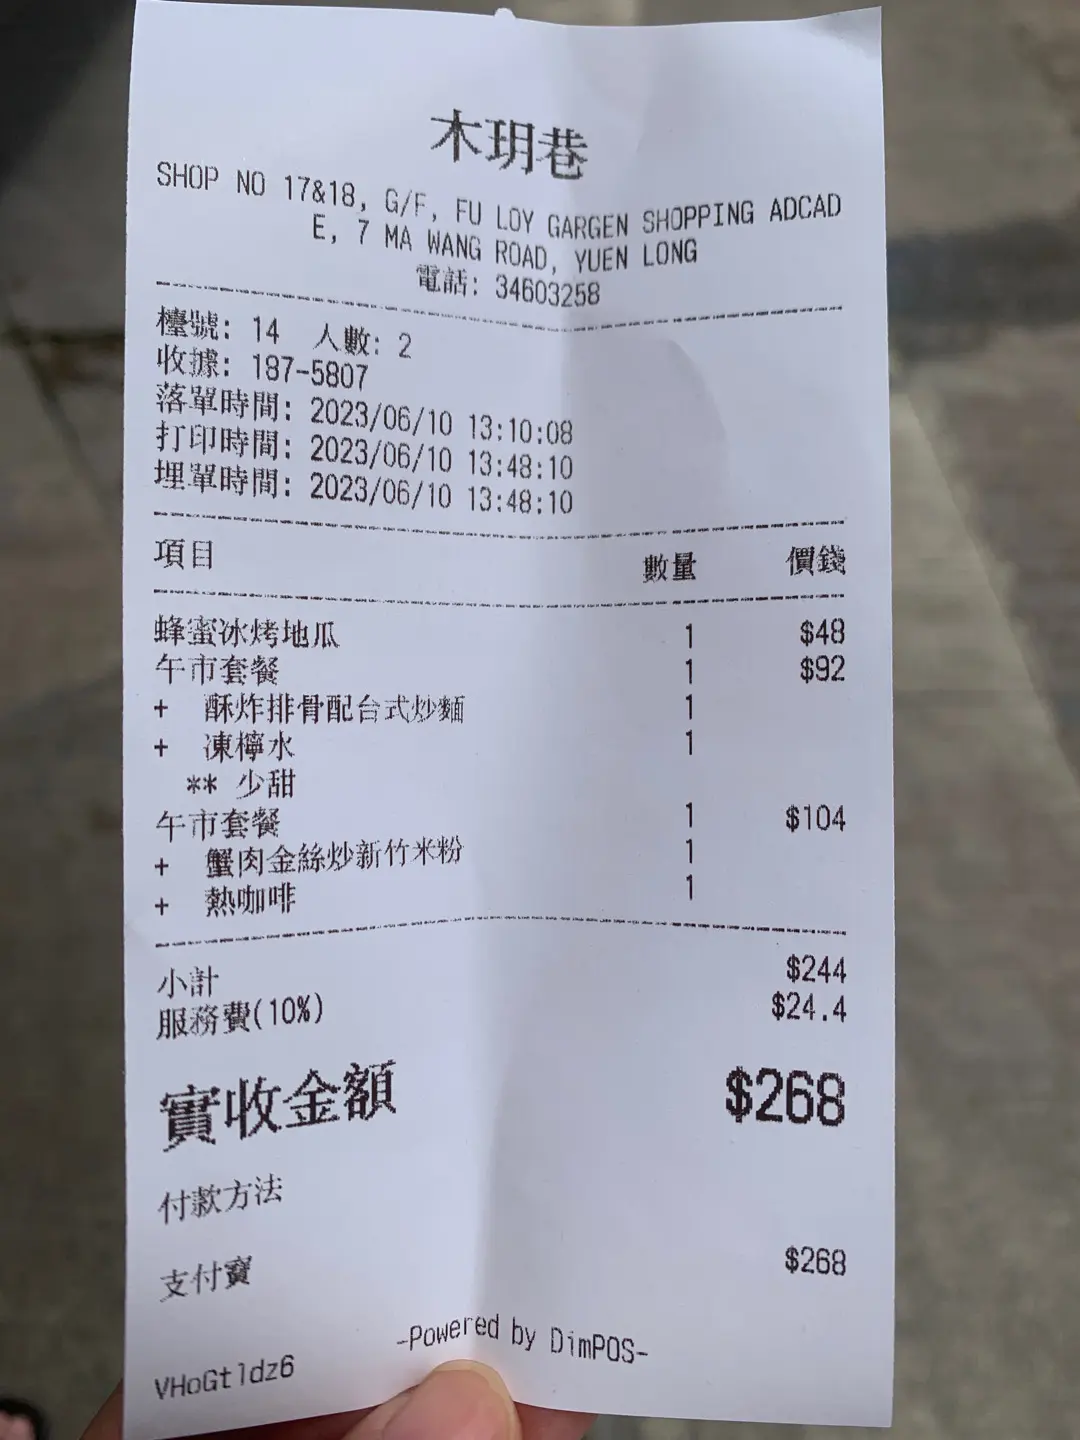 木玥巷
SHOP NO 17&18, G/F, FU LOY GARGEN SHOPPING ADCAD
E, 7 MA WANG ROAD, YUEN LONG
電話: 34603258
檯號: 14 人數: 2
收據: 187-5807
落單時間: 2023/06/10 13:10:08
打印時間: 2023/06/10 13:48:10
埋單時間: 2023/06/10 13:48:10
項目 數量 價錢
蜂蜜冰烤地瓜 1 $48
午市套餐 1 $92
+ 酥炸排骨配台式炒麵 1
+ 凍檸水 1
** 少甜
午市套餐 1 $104
+ 蟹肉金絲炒新竹米粉 1
+ 熱咖啡 1
小計 $244
服務費(10%) $24.4
實收金額 $268
付款方法
支付寶 $268
-Powered by DimPOS-
VHoGtldz6